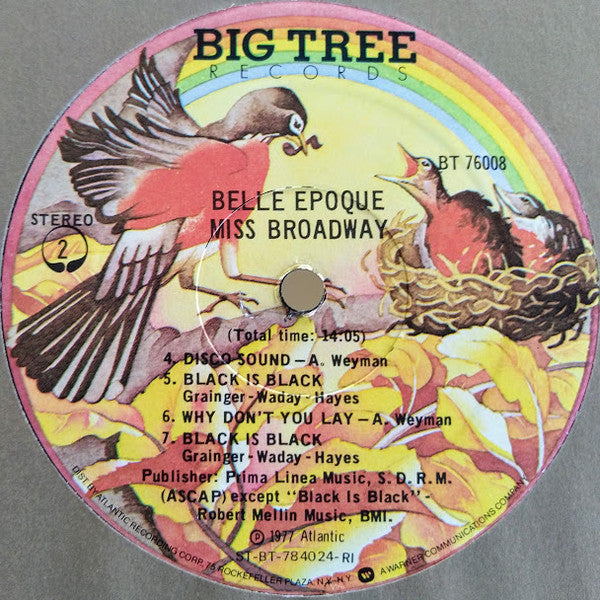 BIG TREE
RECORDS
BT 76008
BELLE EPOQUE
MISS BROADWAY
STEREO
2
(Total time: 14:05)
4. DISCO SOUND – A. Weyman
5. BLACK IS BLACK
Grainger - Waday - Hayes
6. WHY DON'T YOU LAY – A. Weyman
7. BLACK IS BLACK
Grainger - Waday - Hayes
Publisher: Prima Linea Music, S. D. R. M.
(ASCAP) except "Black Is Black" -
Robert Mellin Music, BMI.
℗ 1977 Atlantic
ST-BT-784024-RI
DIST. BY ATLANTIC RECORDING CORP. 75 ROCKEFELLER PLAZA, N.Y. N.Y. A WARNER COMMUNICATIONS COMPANY